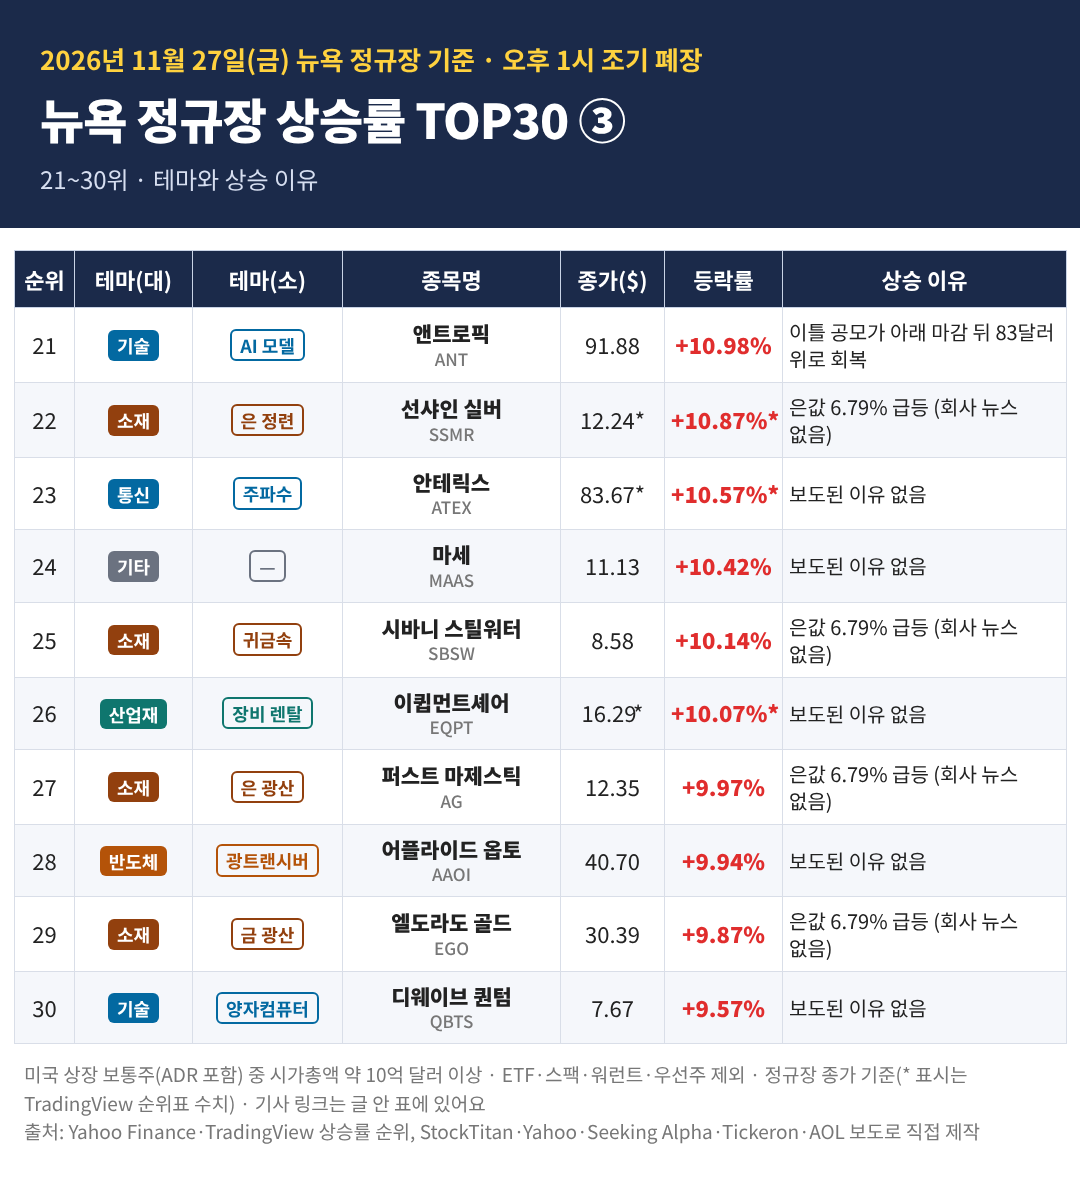 2026년 11월 27일(금) 뉴욕 정규장 기준 · 오후 1시 조기 폐장
뉴욕 정규장 상승률 TOP30 ③
21~30위 · 테마와 상승 이유
순위 테마(대) 테마(소) 종목명 종가($) 등락률 상승 이유
21 기술 AI 모델 앤트로픽 ANT 91.88 +10.98% 이틀 공모가 아래 마감 뒤 83달러
위로 회복
22 소재 은 정련 선샤인 실버 SSMR 12.24* +10.87%* 은값 6.79% 급등 (회사 뉴스
없음)
23 통신 주파수 안테릭스 ATEX 83.67* +10.57%* 보도된 이유 없음
24 기타 — 마세 MAAS 11.13 +10.42% 보도된 이유 없음
25 소재 귀금속 시바니 스틸워터 SBSW 8.58 +10.14% 은값 6.79% 급등 (회사 뉴스
없음)
26 산업재 장비 렌탈 이큅먼트셰어 EQPT 16.29* +10.07%* 보도된 이유 없음
27 소재 은 광산 퍼스트 마제스틱 AG 12.35 +9.97% 은값 6.79% 급등 (회사 뉴스
없음)
28 반도체 광트랜시버 어플라이드 옵토 AAOI 40.70 +9.94% 보도된 이유 없음
29 소재 금 광산 엘도라도 골드 EGO 30.39 +9.87% 은값 6.79% 급등 (회사 뉴스
없음)
30 기술 양자컴퓨터 디웨이브 퀀텀 QBTS 7.67 +9.57% 보도된 이유 없음
미국 상장 보통주(ADR 포함) 중 시가총액 약 10억 달러 이상 · ETF·스팩·워런트·우선주 제외 · 정규장 종가 기준(* 표시는
TradingView 순위표 수치) · 기사 링크는 글 안 표에 있어요
출처: Yahoo Finance·TradingView 상승률 순위, StockTitan·Yahoo·Seeking Alpha·Tickeron·AOL 보도로 직접 제작